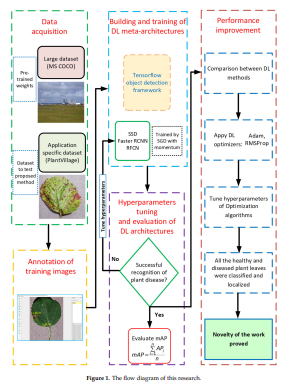 Data
acquisition
Large dataset
(MS COCO)
Pre-
trained
weights
Application
specific dataset
(PlantVillage)
Dataset
to test
proposed
method
Annotation of
training images
Building and training of
DL meta-architectures
Tensorflow
object detection
framework
SSD
Faster RCNN
RFCN
Trained by
SGD with
momentum
Tune hyperparameters
Hyperparameters
tuning
and evaluation of
DL architectures
No
Successful
recognition of
plant disease?
Yes
Evaluate mAP
Performance
improvement
Comparison between DL
methods
Appy DL
optimizers;
Adam,
RMSProp
Tune hyperparameters
of Optimization
algorithms
All the healthy and
diseased plant leaves
were classified and
localized
Novelty of the work
proved
Figure 1. The flow diagram of this research.